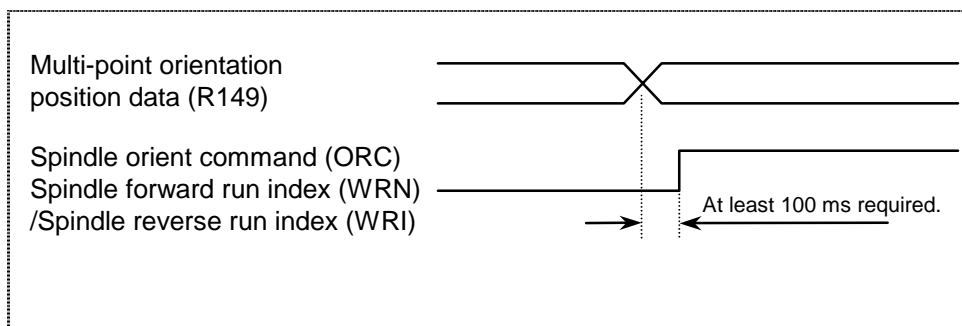 Multi-point orientation
position data (R149)
Spindle orient command (ORC)
Spindle forward run index (WRN)
/Spindle reverse run index (WRI)
At least 100 ms required.